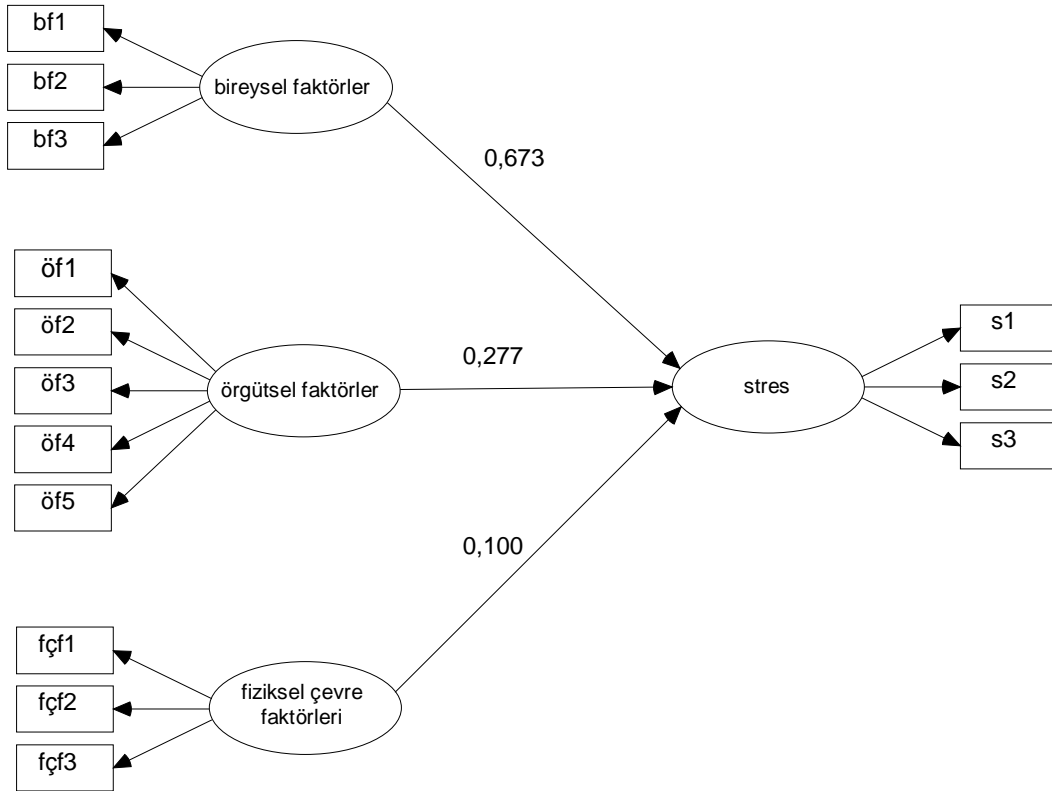 bf1
bf2
bf3
bireysel faktörler
0,673
öf1
öf2
öf3
öf4
öf5
örgütsel faktörler
0,277
stres
s1
s2
s3
0,100
fçf1
fçf2
fçf3
fiziksel çevre
faktörleri